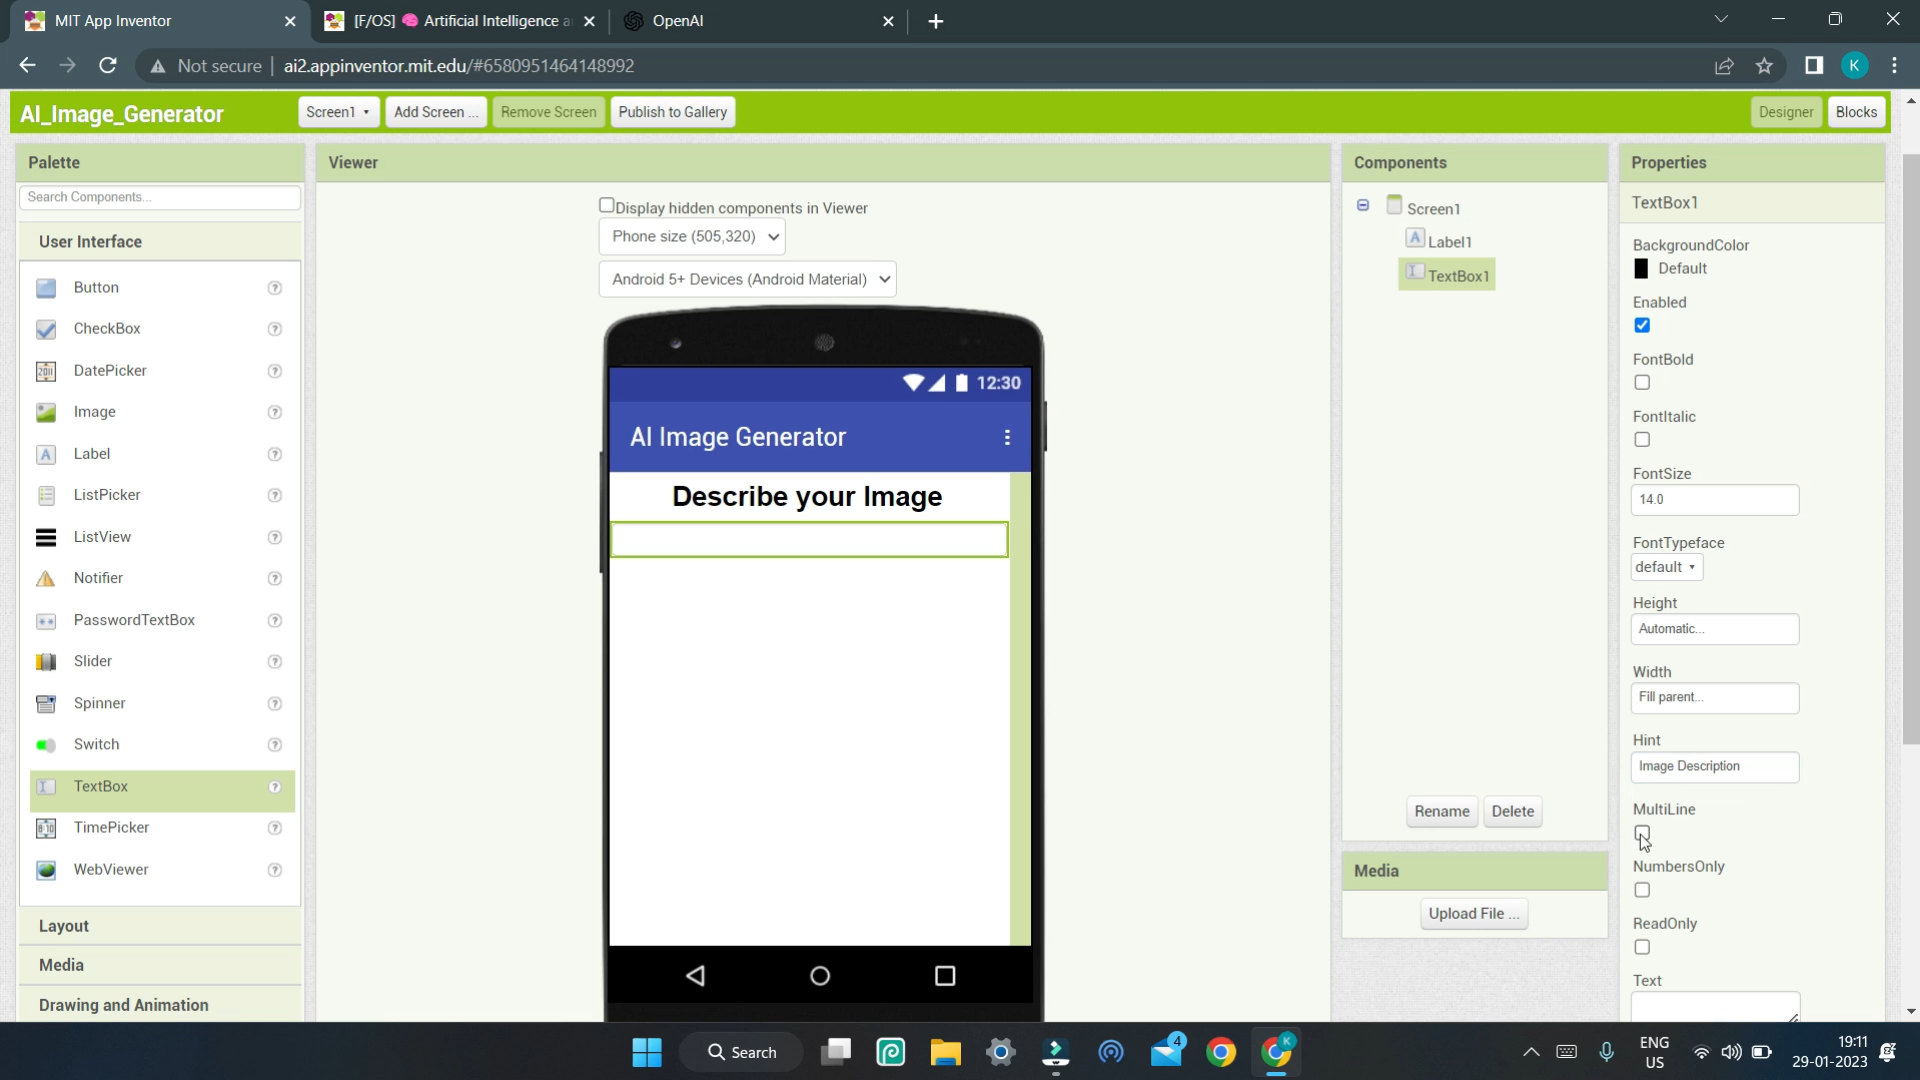 MIT App Inventor
[F/OS] 🧠 Artificial Intelligence a
OpenAI
Not secure
ai2.appinventor.mit.edu/#6580951464148992
K
AI_Image_Generator
Screen1
Add Screen ...
Remove Screen
Publish to Gallery
Designer
Blocks
Palette
Search Components...
User Interface
Button
CheckBox
DatePicker
Image
Label
ListPicker
ListView
Notifier
PasswordTextBox
Slider
Spinner
Switch
TextBox
TimePicker
WebViewer
Layout
Media
Drawing and Animation
Viewer
Display hidden components in Viewer
Phone size (505,320)
Android 5+ Devices (Android Material)
12:30
AI Image Generator
Describe your Image
Components
Screen1
Label1
TextBox1
Rename
Delete
Media
Upload File ...
Properties
TextBox1
BackgroundColor
Default
Enabled
FontBold
FontItalic
FontSize
14.0
FontTypeface
default
Height
Automatic...
Width
Fill parent...
Hint
Image Description
MultiLine
NumbersOnly
ReadOnly
Text
Search
4
K
ENG
US
19:11
29-01-2023